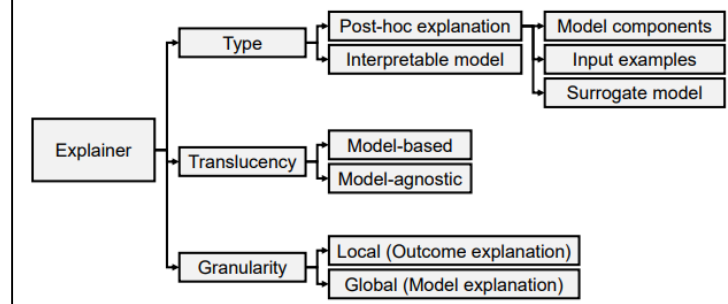 Post-hoc explanation
Model components
Type
Interpretable model
Input examples
Surrogate model
Explainer
Translucency
Model-based
Model-agnostic
Granularity
Local (Outcome explanation)
Global (Model explanation)